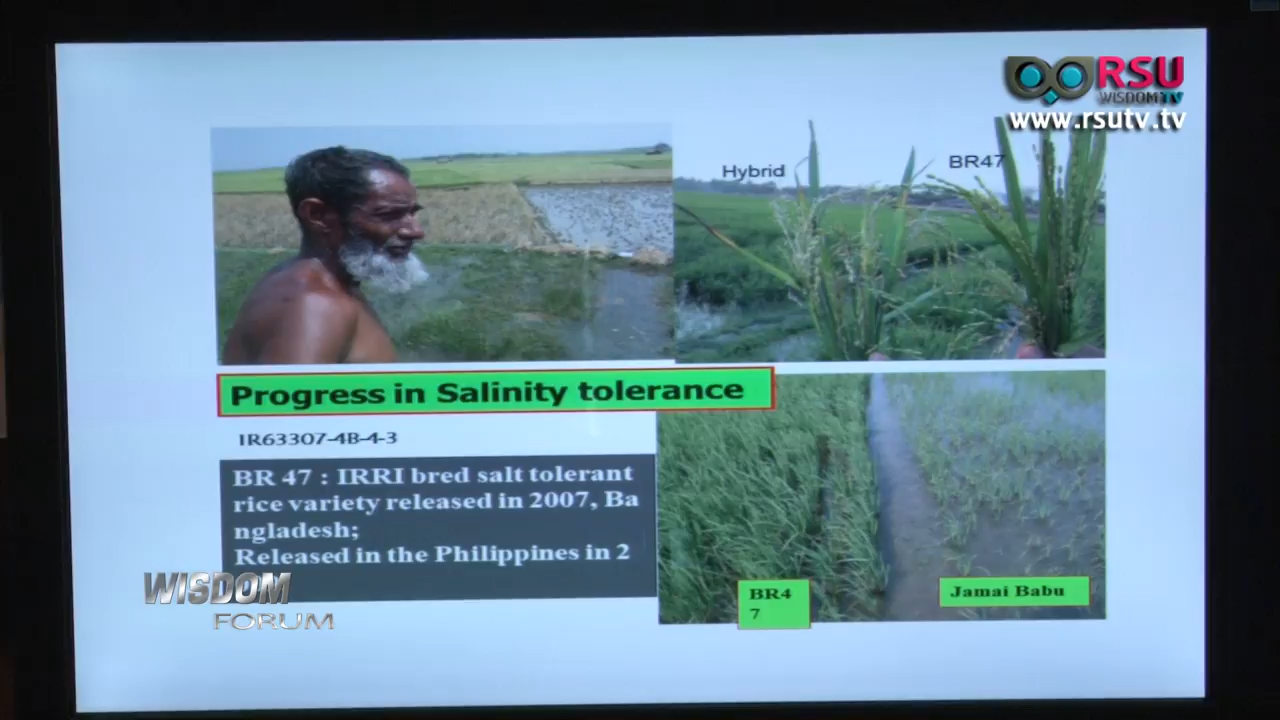 RSU
WISDOM TV
www.rsutv.tv
Hybrid
BR47
Progress in Salinity tolerance
IR63307-4B-4-3
BR 47 : IRRI bred salt tolerant
rice variety released in 2007, Ba
ngladesh;
Released in the Philippines in 2
BR4
7
Jamai Babu
WISDOM
FORUM